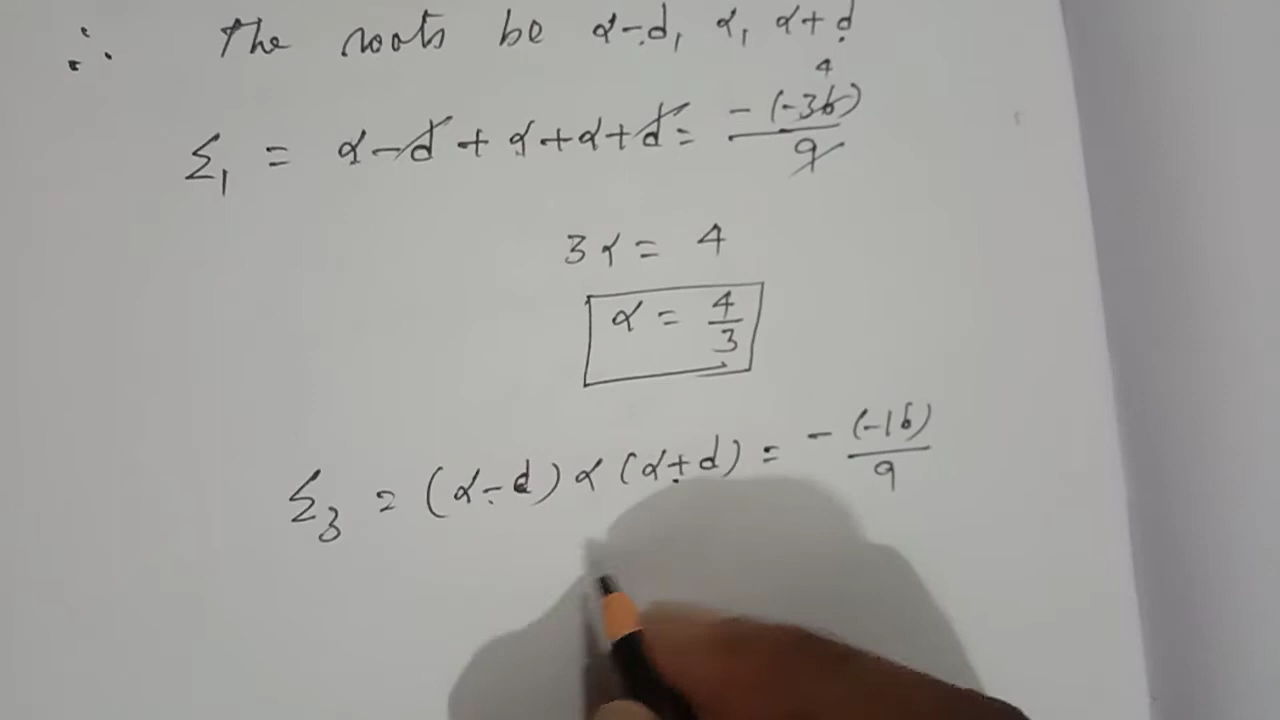 ∴ The roots be α-d, α, α+d
Σ₁ = α-d + α+α+d = -(-36)/9 4
3α = 4
α = 4/3
Σ₃ = (α-d) α (α+d) = -(-16)/9